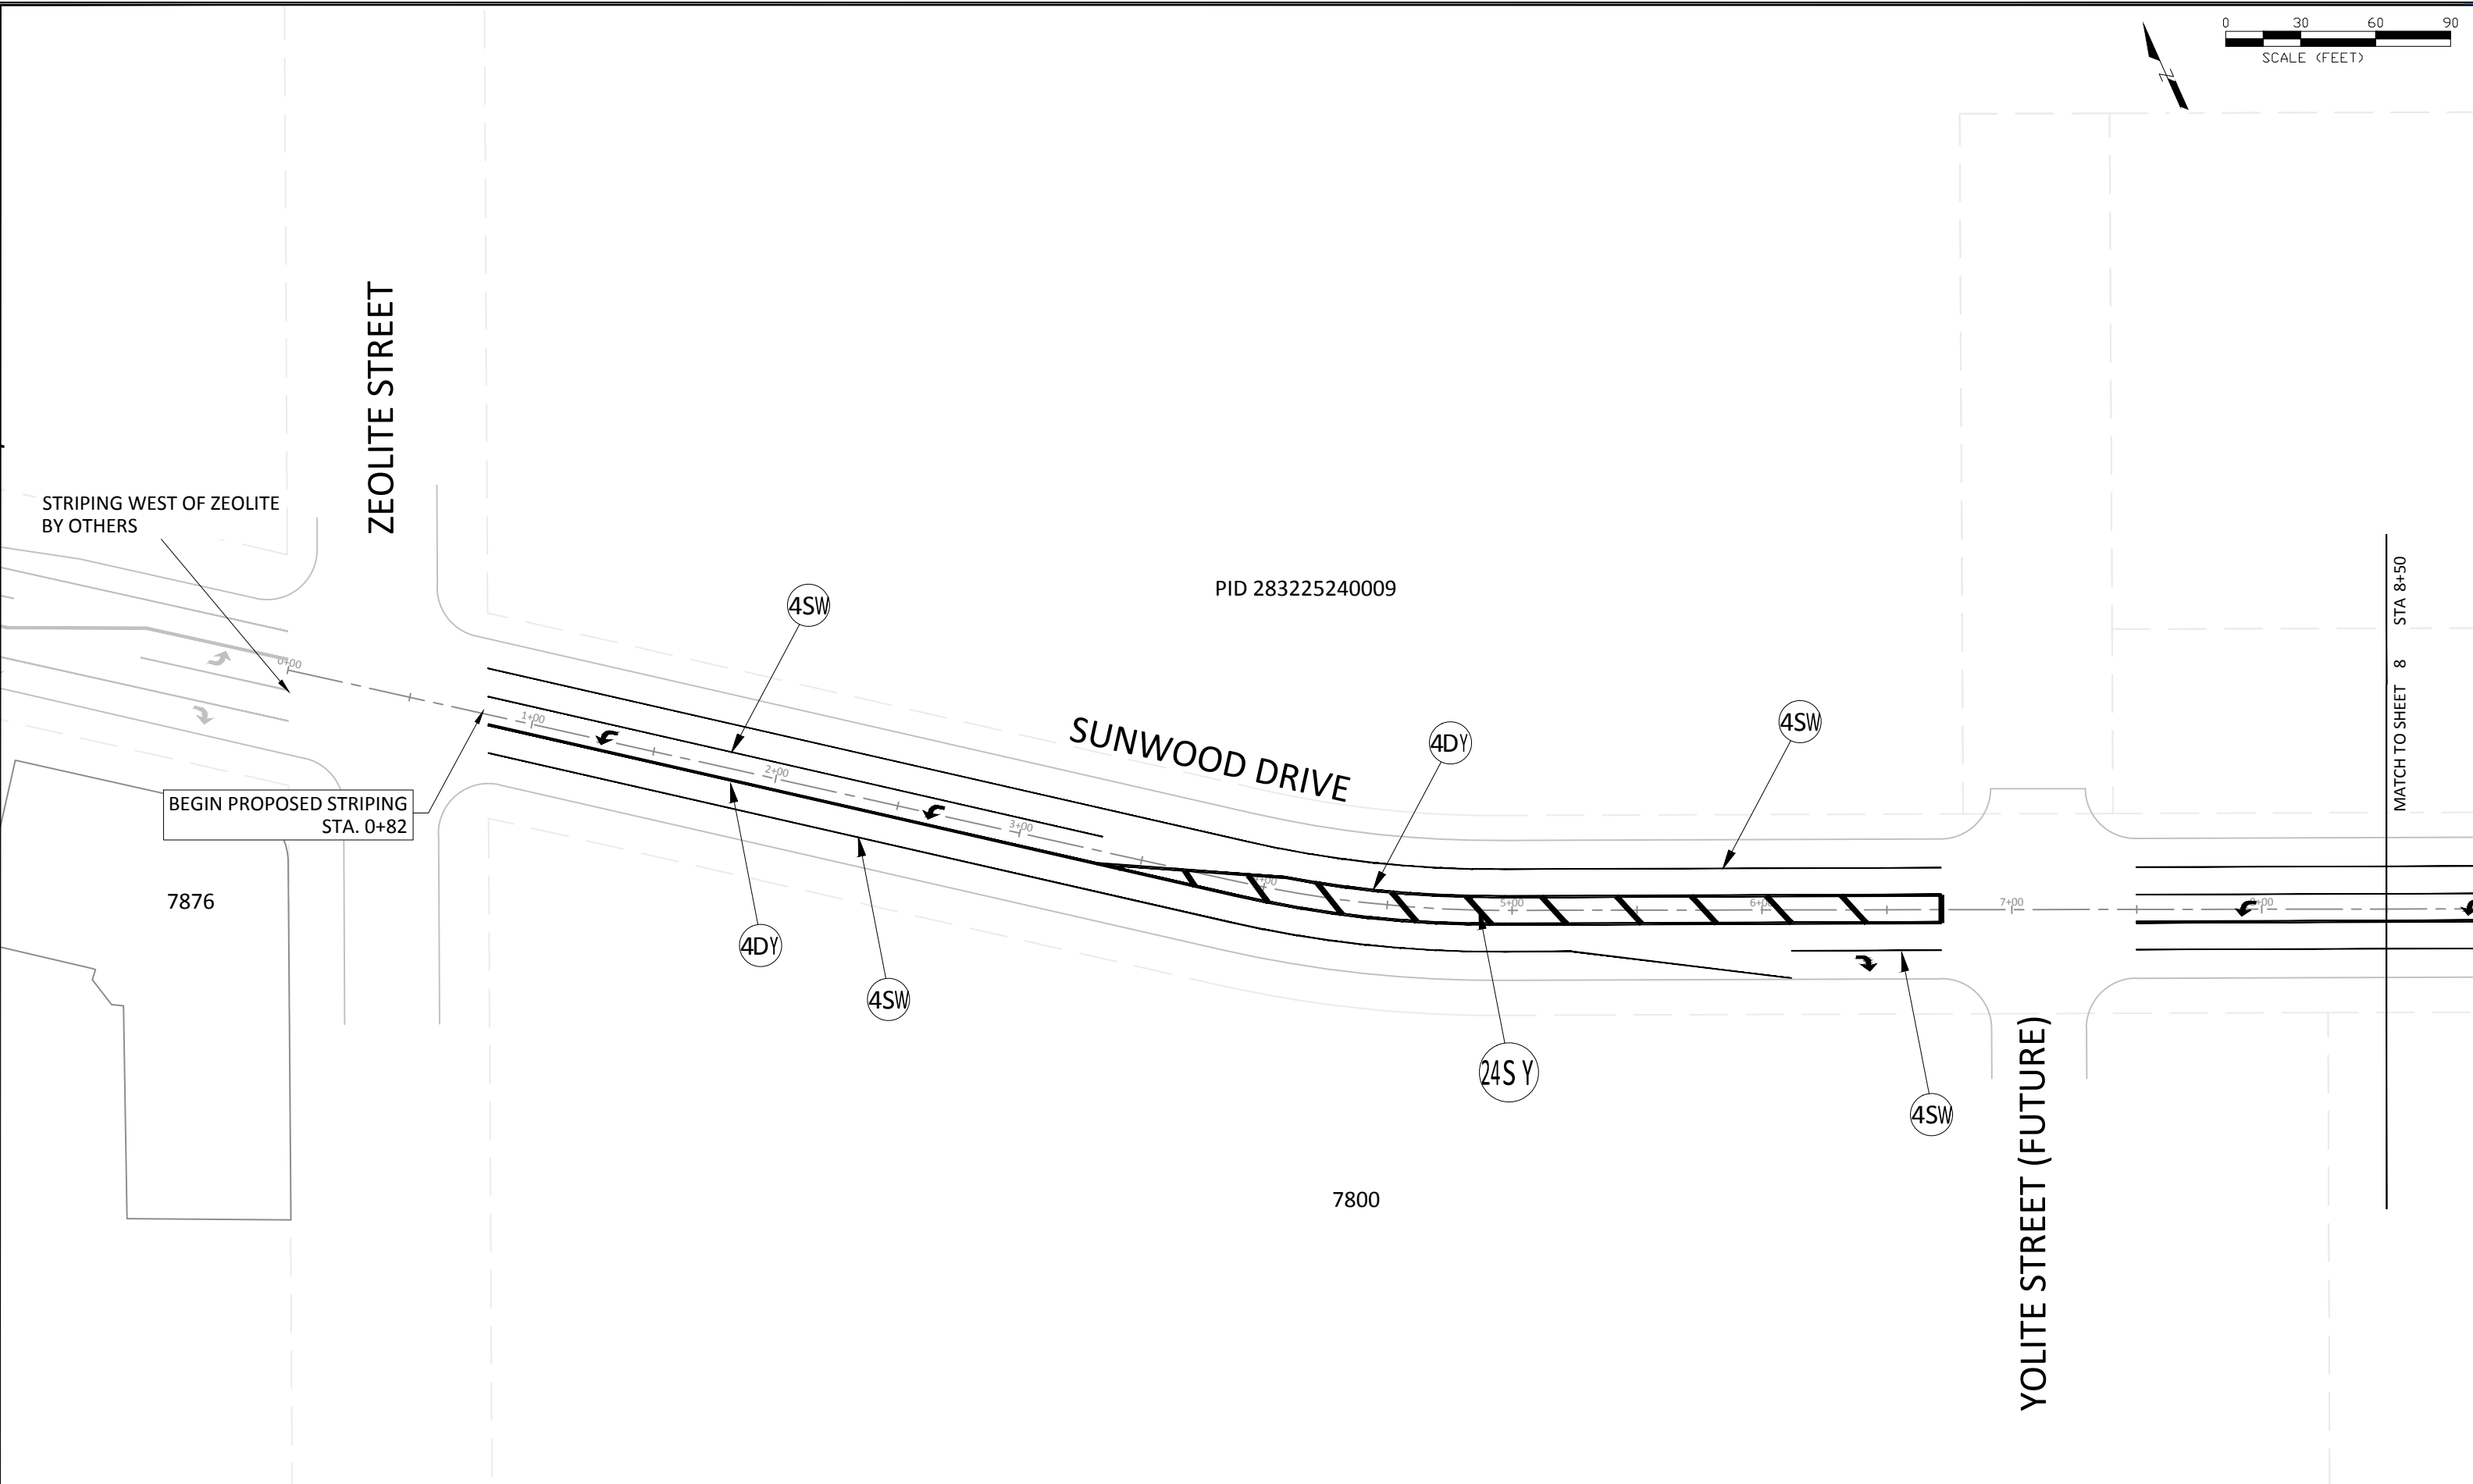 0 30 60 90
SCALE (FEET)
N
ZEOLITE STREET
STRIPING WEST OF ZEOLITE
BY OTHERS
4SW
PID 283225240009
STA 8+50
MATCH TO SHEET 8
0+00
1+00
2+00
3+00
5+00
7+00
SUNWOOD DRIVE
4DY
4SW
BEGIN PROPOSED STRIPING
STA. 0+82
7876
4DY
4SW
24S Y
4SW
YOLITE STREET (FUTURE)
7800